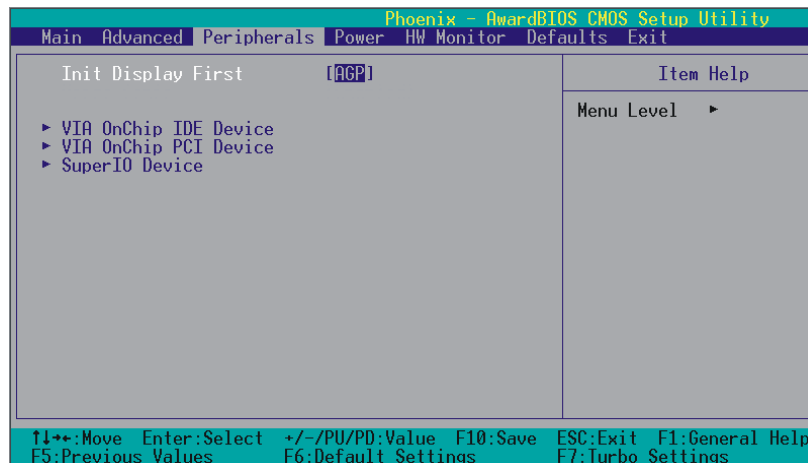 Phoenix - AwardBIOS CMOS Setup Utility
Main Advanced Peripherals Power HW Monitor Defaults Exit
Init Display First [AGP]
Item Help
Menu Level ►
► VIA OnChip IDE Device
► VIA OnChip PCI Device
► SuperIO Device
↑↓→←:Move Enter:Select +/-/PU/PD:Value F10:Save ESC:Exit F1:General Help
F5:Previous Values F6:Default Settings F7:Turbo Settings